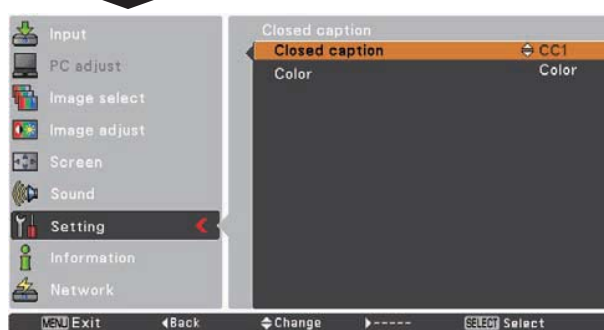 Input
PC adjust
Image select
Image adjust
Screen
Sound
Setting
Information
Network
Closed caption
Closed caption CC1
Color Color
MENU Exit ◀Back Change ▶----- SELECT Select